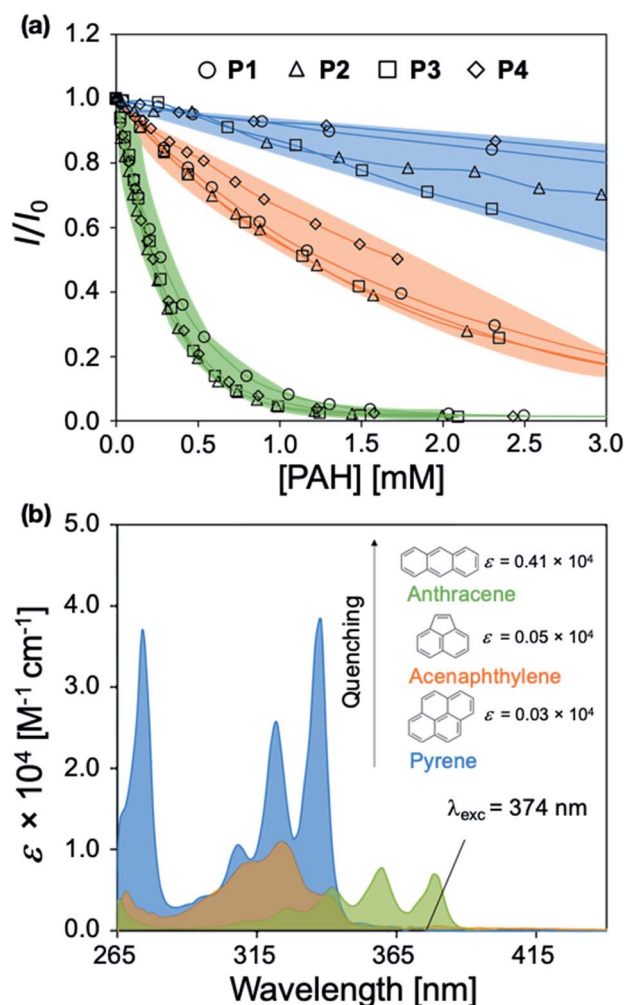 (a)
1.2
1.0
0.8
0.6
0.4
0.2
0.0
I/I0
P1 P2 P3 P4
0.0 0.5 1.0 1.5 2.0 2.5 3.0
[PAH] [mM]
(b)
5.0
4.0
3.0
2.0
1.0
0.0
ε × 10⁴ [M⁻¹ cm⁻¹]
Quenching
ε = 0.41 × 10⁴
Anthracene
ε = 0.05 × 10⁴
Acenaphthylene
ε = 0.03 × 10⁴
Pyrene
λexc = 374 nm
265 315 365 415
Wavelength [nm]